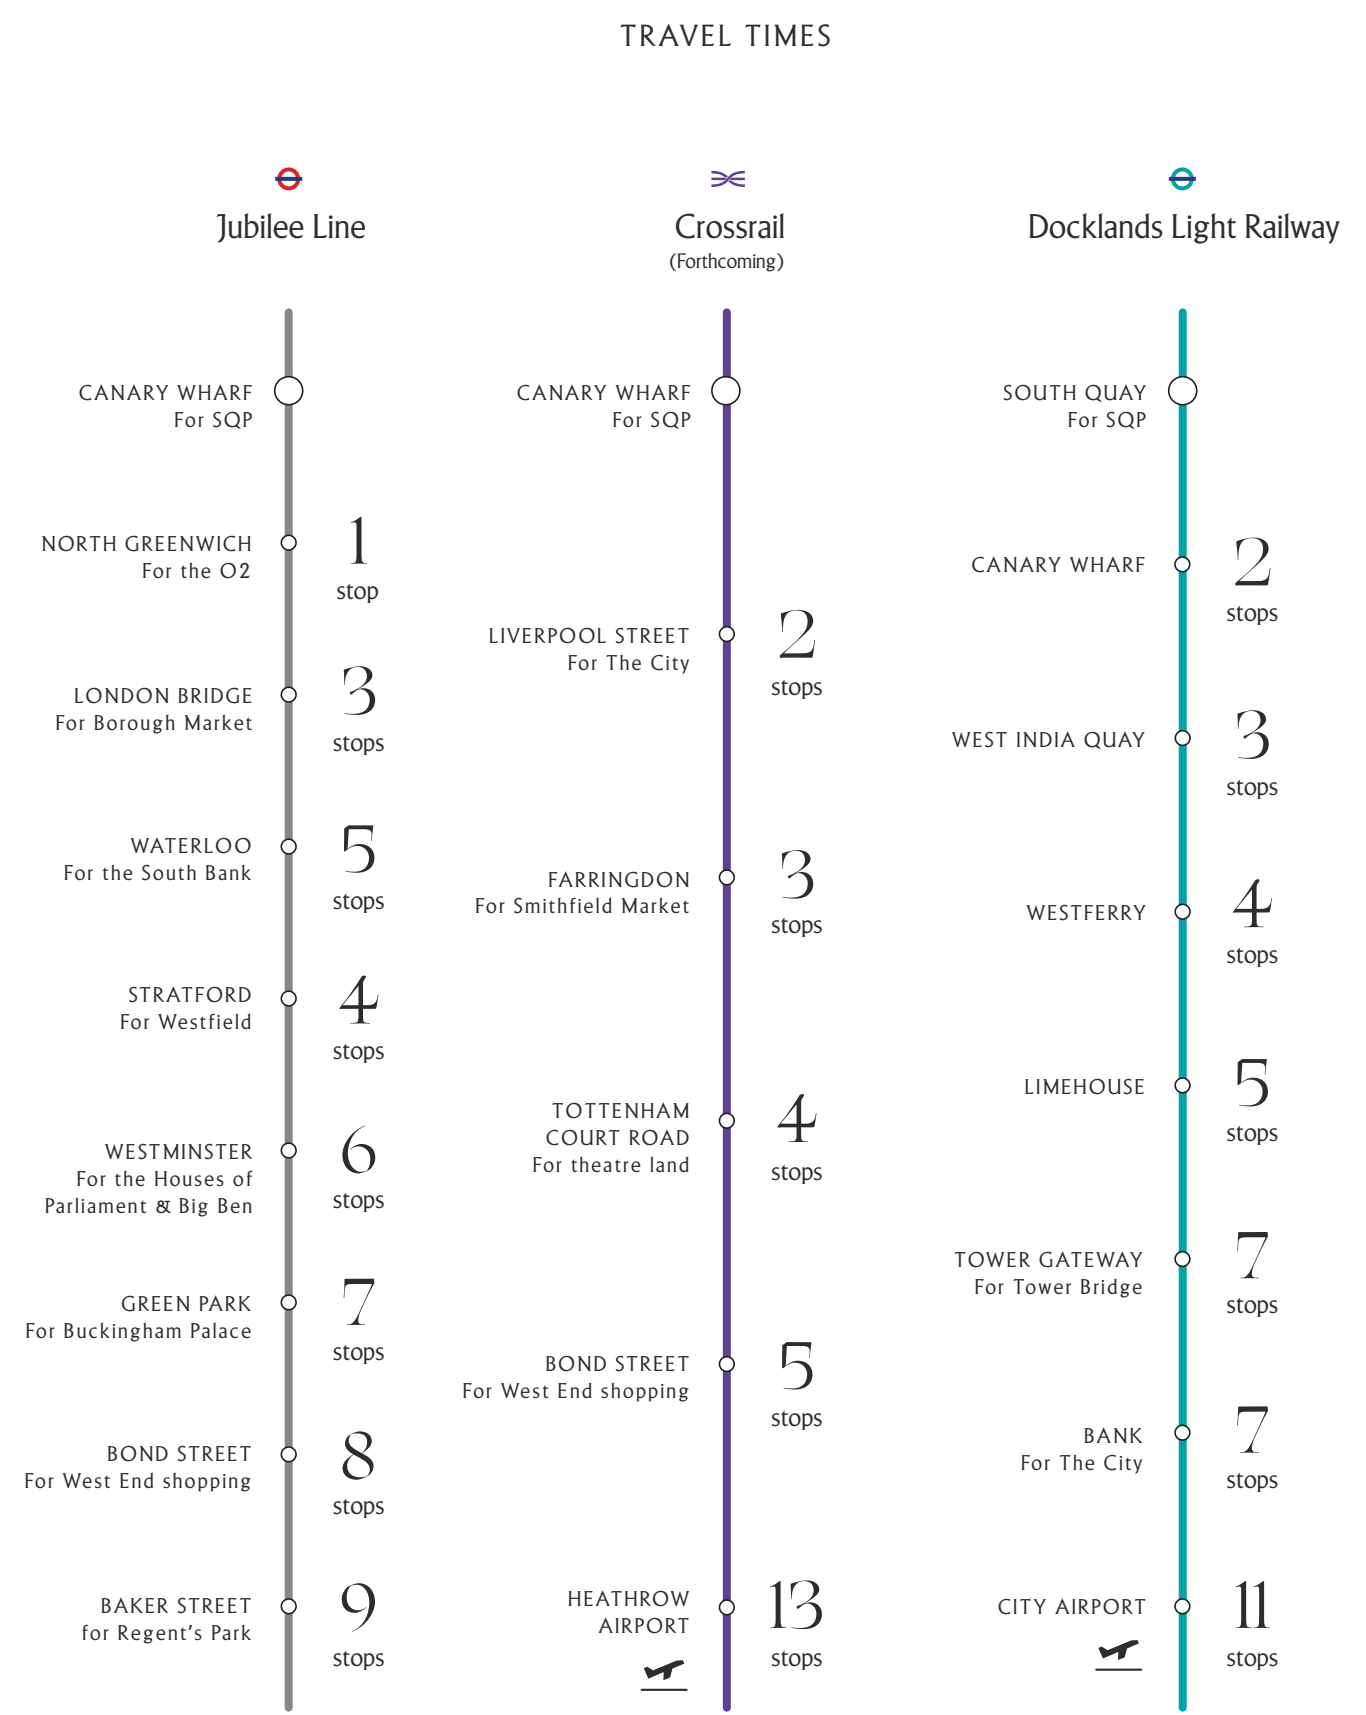 TRAVEL TIMES
Jubilee Line
CANARY WHARF
For SQP
NORTH GREENWICH
For the O2
1
stop
LONDON BRIDGE
For Borough Market
3
stops
WATERLOO
For the South Bank
5
stops
STRATFORD
For Westfield
4
stops
WESTMINSTER
For the Houses of
Parliament & Big Ben
6
stops
GREEN PARK
For Buckingham Palace
7
stops
BOND STREET
For West End shopping
8
stops
BAKER STREET
for Regent's Park
9
stops
Crossrail
(Forthcoming)
CANARY WHARF
For SQP
LIVERPOOL STREET
For The City
2
stops
FARRINGDON
For Smithfield Market
3
stops
TOTTENHAM
COURT ROAD
For theatre land
4
stops
BOND STREET
For West End shopping
5
stops
HEATHROW
AIRPORT
13
stops
Docklands Light Railway
SOUTH QUAY
For SQP
CANARY WHARF
2
stops
WEST INDIA QUAY
3
stops
WESTFERRY
4
stops
LIMEHOUSE
5
stops
TOWER GATEWAY
For Tower Bridge
7
stops
BANK
For The City
7
stops
CITY AIRPORT
11
stops